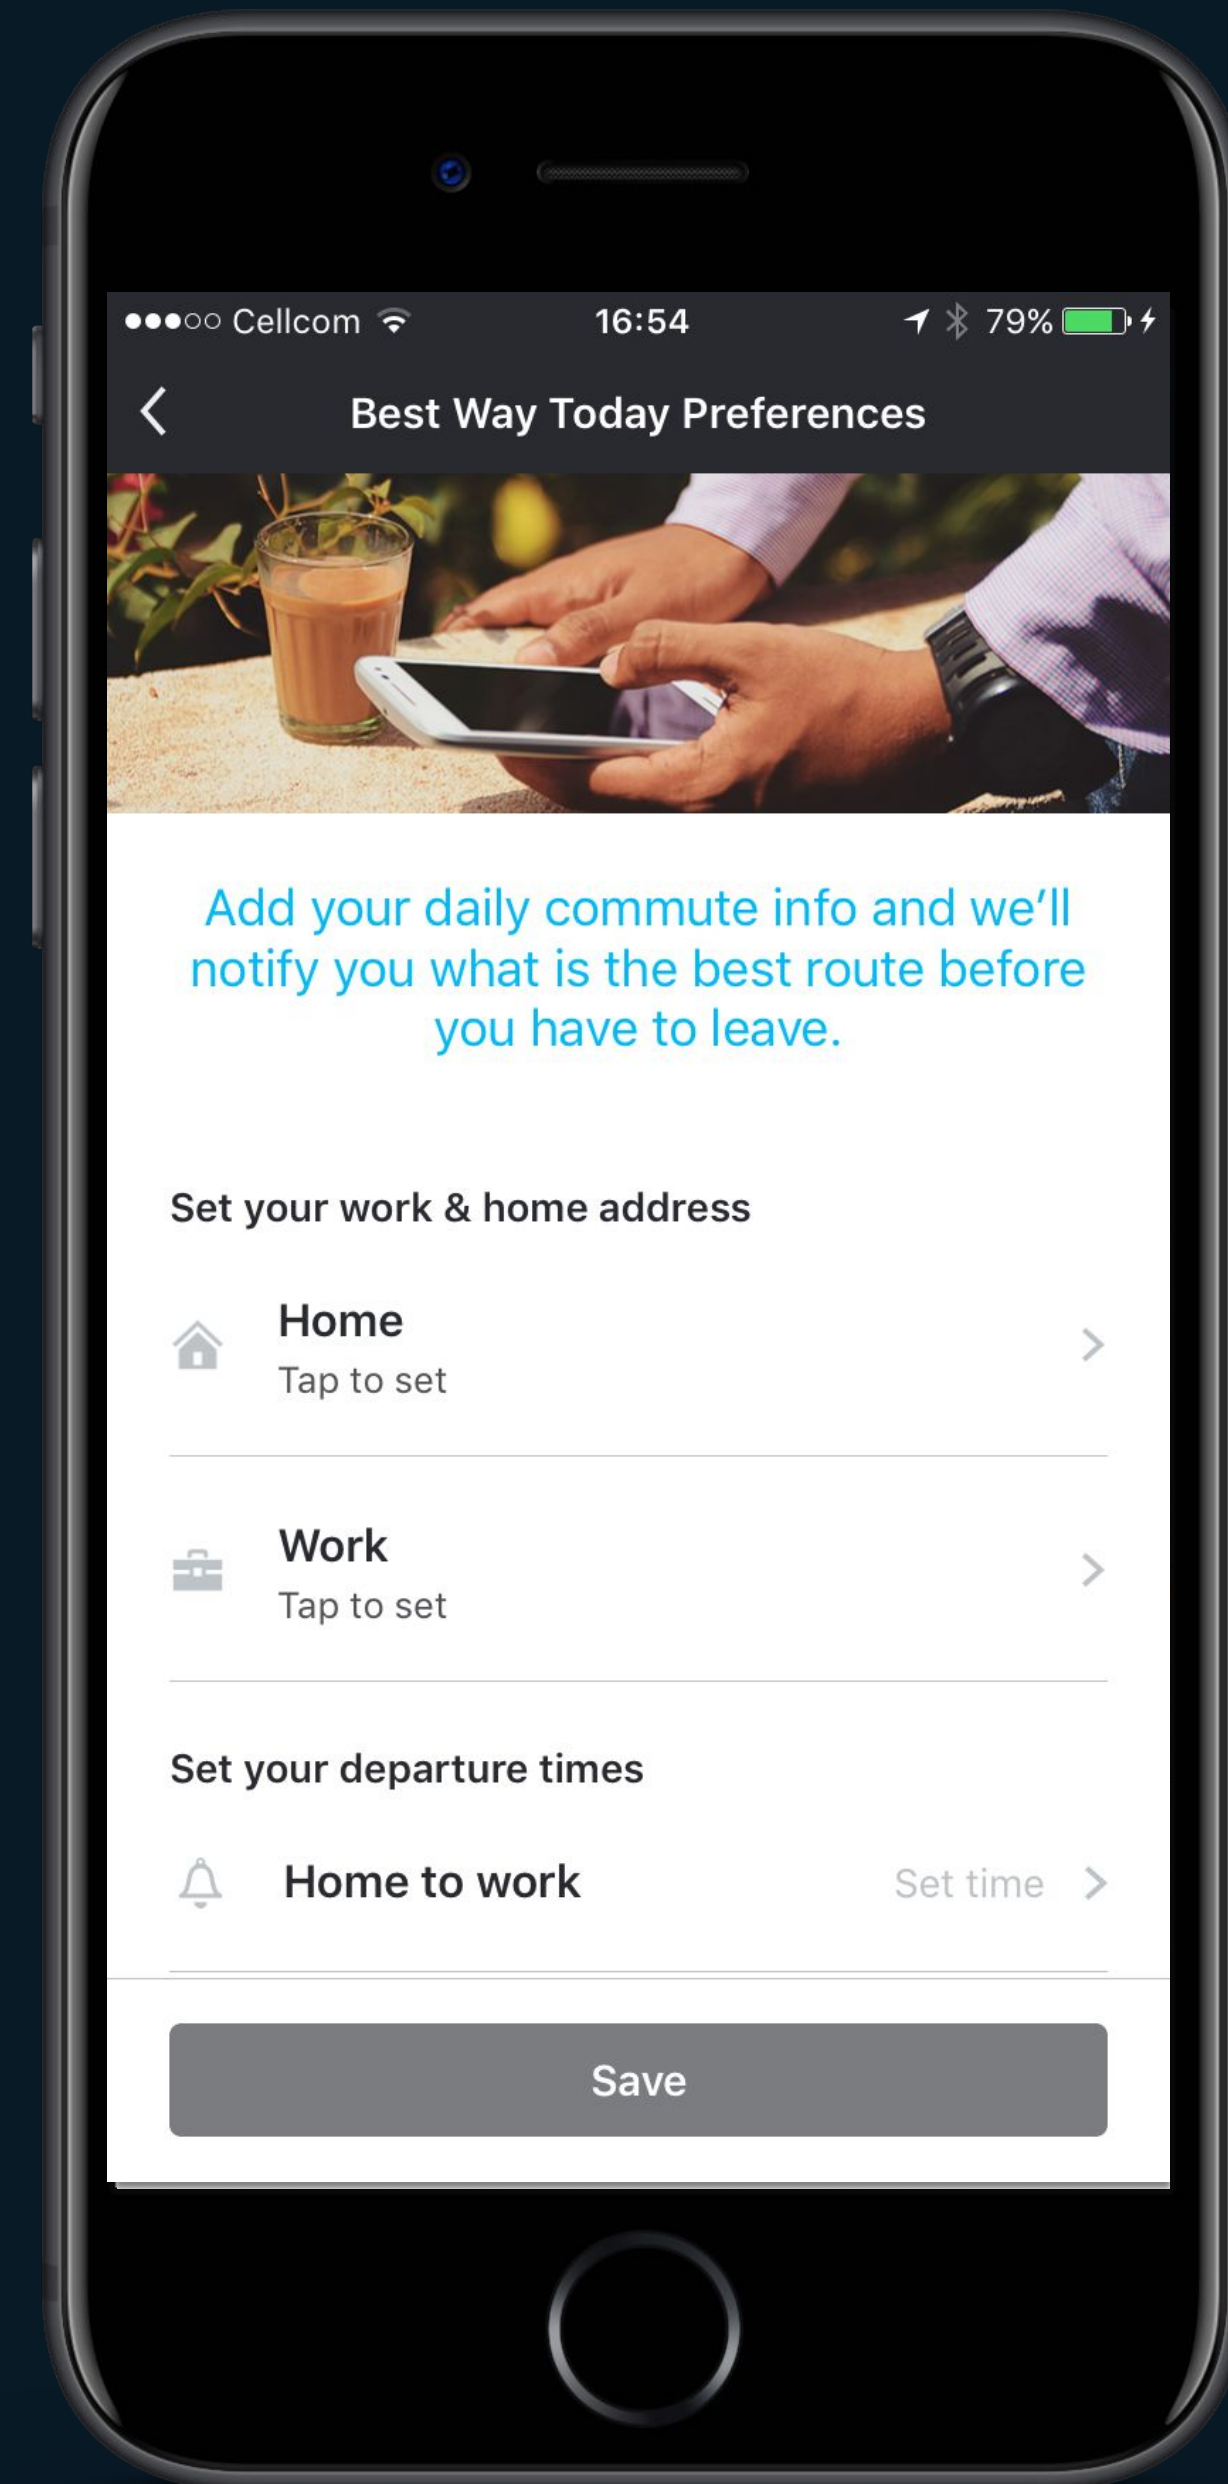 Cellcom 16:54 79%
Best Way Today Preferences
Add your daily commute info and we’ll
notify you what is the best route before
you have to leave.
Set your work & home address
Home
Tap to set
Work
Tap to set
Set your departure times
Home to work Set time
Save